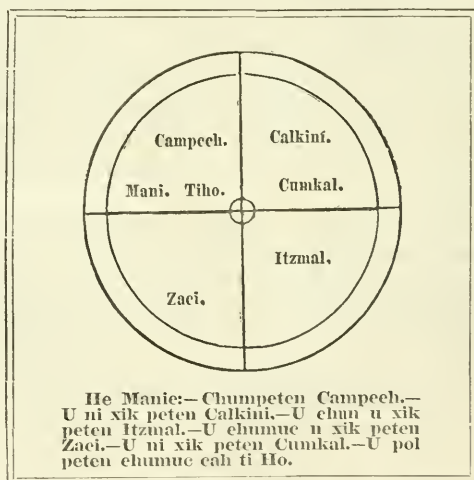 Campech.
Calkiní.
Mani. Tiho.
Cumkal.
Itzmal.
Zaci.
He Manie:—Chumpeten Campech.—
U ni xik peten Calkini.—U chun u xik
peten Itzmal.—U chumuc u xik peten
Zaci.—U ni xik peten Cumkal.—U pol
peten chumuc cah ti Ho.